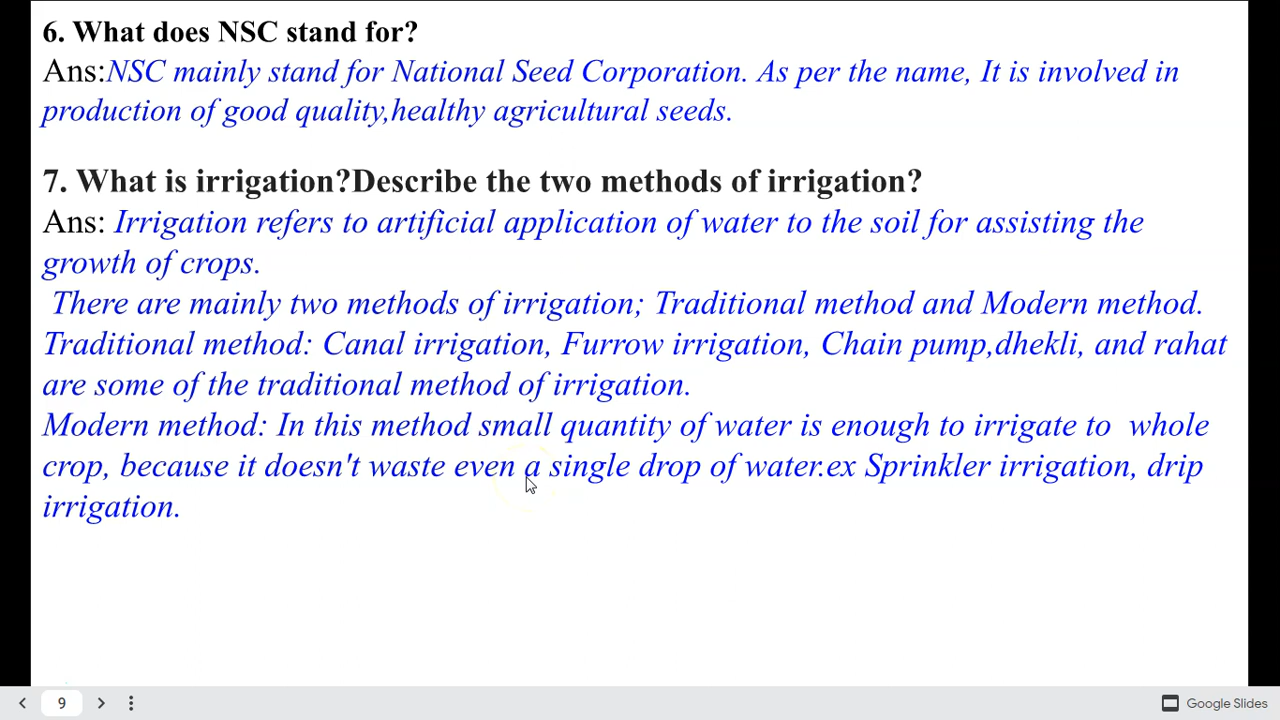 6. What does NSC stand for?
Ans:NSC mainly stand for National Seed Corporation. As per the name, It is involved in
production of good quality,healthy agricultural seeds.
7. What is irrigation?Describe the two methods of irrigation?
Ans: Irrigation refers to artificial application of water to the soil for assisting the
growth of crops.
There are mainly two methods of irrigation; Traditional method and Modern method.
Traditional method: Canal irrigation, Furrow irrigation, Chain pump,dhekli, and rahat
are some of the traditional method of irrigation.
Modern method: In this method small quantity of water is enough to irrigate to  whole
crop, because it doesn't waste even a single drop of water.ex Sprinkler irrigation, drip
irrigation.
9
Google Slides